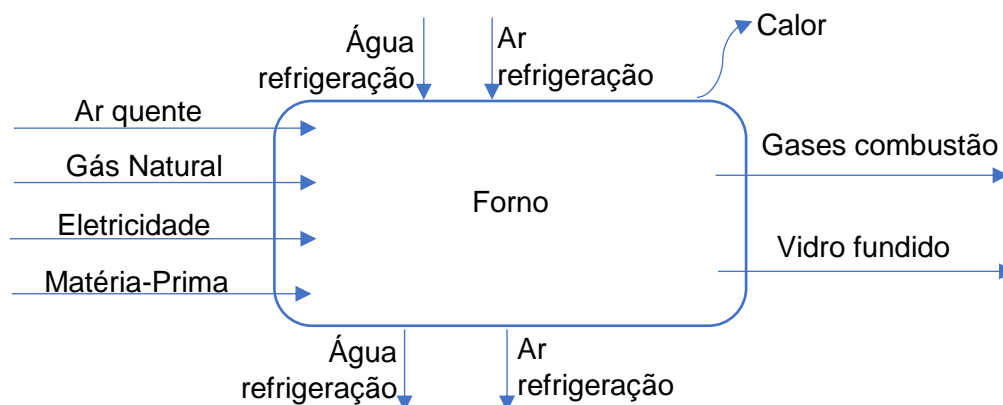 Água
refrigeração
Ar
refrigeração
Calor
Ar quente
Gás Natural
Eletricidade
Matéria-Prima
Forno
Gases combustão
Vidro fundido
Água
refrigeração
Ar
refrigeração